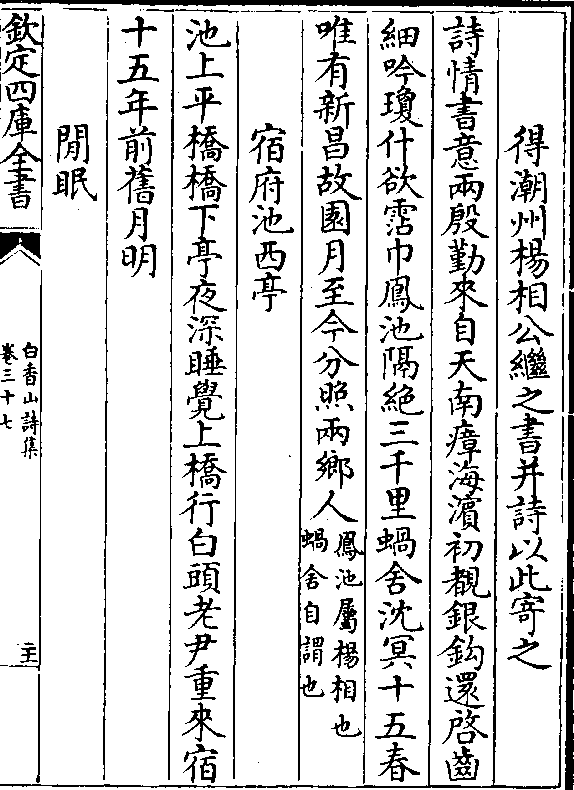 得潮州楊相公繼之書并詩以此寄之
詩情書意兩殷勤來自天南瘴海濱初覩銀鈎還啓齒
細吟瓊什欲霑巾鳳池隔絶三千里蝸舍沈冥十五春
唯有新昌故園月至今分照兩鄉人鳳池屬楊相也
蝸舍自謂也
宿府池西亭
池上平橋橋下亭夜深睡覺上橋行白頭老尹重來宿
十五年前舊月明
閒眠
欽定四庫全書
白香山詩集
卷三十七
二十